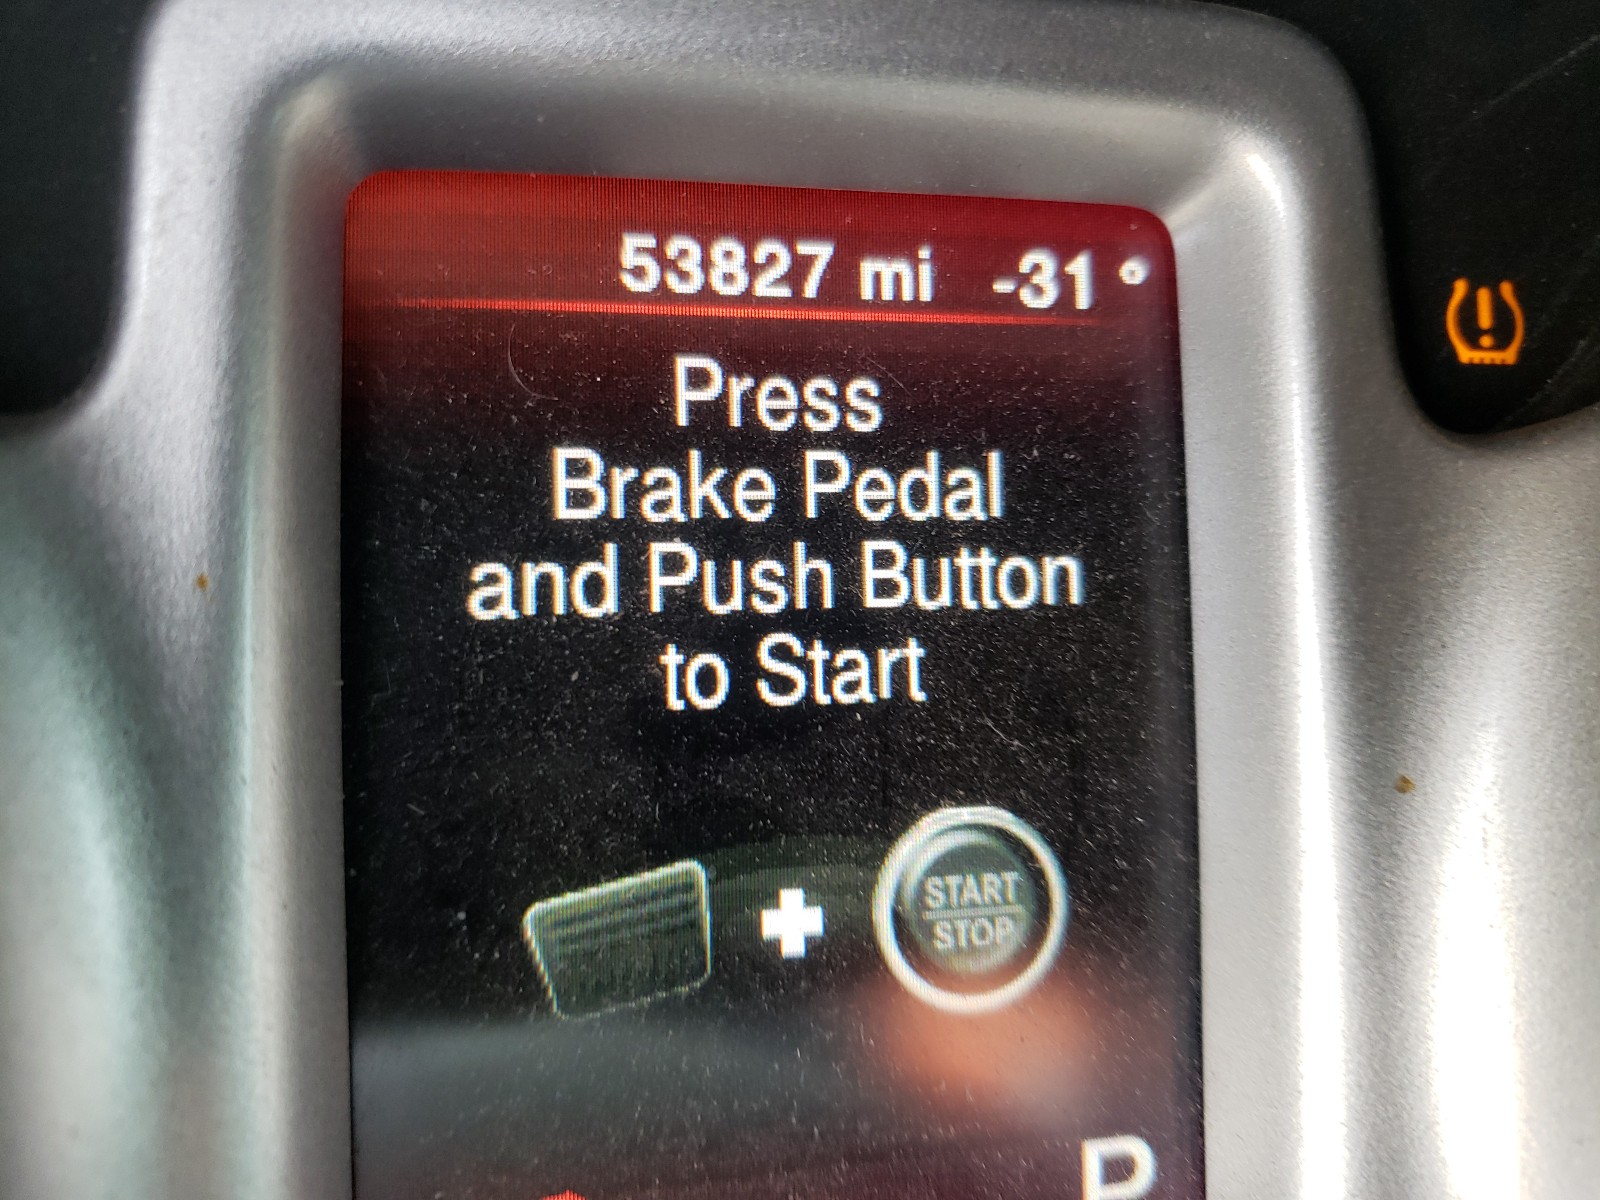 53827 mi -31 °
Press
Brake Pedal
and Push Button
to Start
START
STOP
P